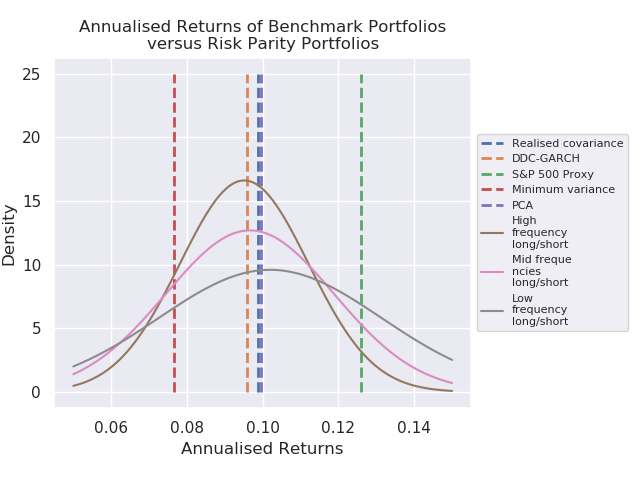 Annualised Returns of Benchmark Portfolios
versus Risk Parity Portfolios
25
20
15
10
5
0
Density
0.06 0.08 0.10 0.12 0.14
Annualised Returns
Realised covariance
DDC-GARCH
S&P 500 Proxy
Minimum variance
PCA
High
frequency
long/short
Mid freque
ncies
long/short
Low
frequency
long/short